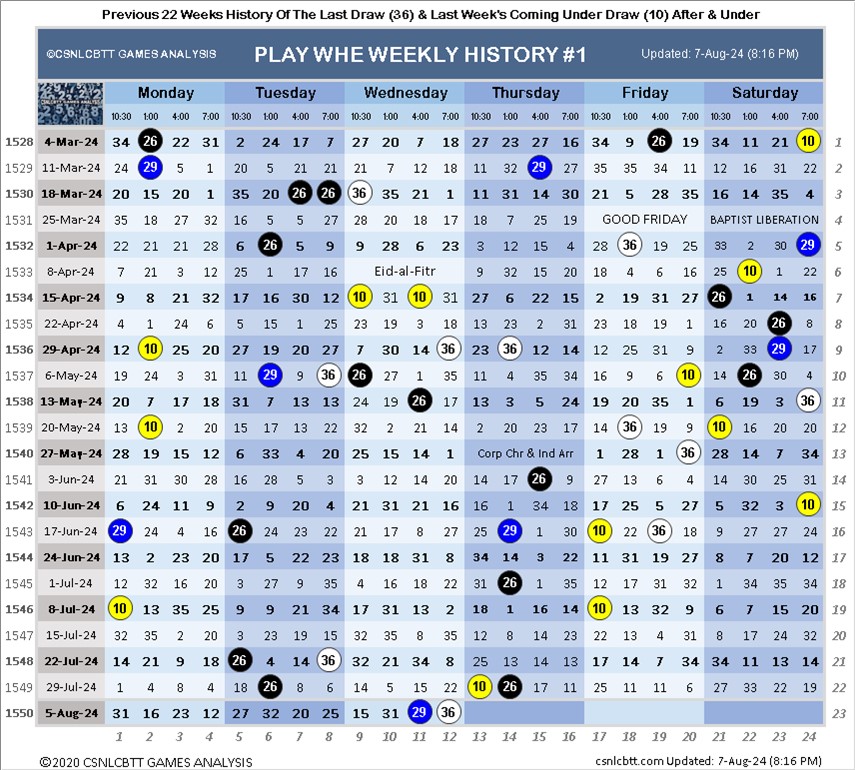 Previous 22 Weeks History Of The Last Draw (36) & Last Week's Coming Under Draw (10) After & Under
©CSNLCBTT GAMES ANALYSIS PLAY WHE WEEKLY HISTORY #1 Updated: 7-Aug-24 (8:16 PM)
Monday Tuesday Wednesday Thursday Friday Saturday
10:30 1:00 4:00 7:00 10:30 1:00 4:00 7:00 10:30 1:00 4:00 7:00 10:30 1:00 4:00 7:00 10:30 1:00 4:00 7:00 10:30 1:00 4:00 7:00
1528 4-Mar-24 34 26 22 31 2 24 17 7 27 20 7 18 27 23 27 16 34 9 26 19 34 11 21 10 1
1529 11-Mar-24 24 29 5 1 20 5 21 21 21 7 12 18 11 32 29 27 35 35 34 11 12 16 31 22 2
1530 18-Mar-24 20 15 20 1 35 20 26 26 36 35 21 1 11 31 14 30 21 5 28 35 16 14 35 4 3
1531 25-Mar-24 35 18 27 32 16 5 5 27 28 20 18 17 18 7 25 19 GOOD FRIDAY BAPTIST LIBERATION 4
1532 1-Apr-24 22 21 21 28 6 26 5 9 9 28 6 23 3 12 15 4 28 36 19 25 33 2 30 29 5
1533 8-Apr-24 7 21 3 12 25 1 17 16 Eid-al-Fitr 9 32 15 20 18 4 6 16 25 10 1 22 6
1534 15-Apr-24 9 8 21 32 17 16 30 12 10 31 10 31 27 6 22 15 2 19 31 27 26 1 14 16 7
1535 22-Apr-24 4 1 24 6 5 15 1 25 23 19 3 18 13 23 2 31 23 18 19 1 16 20 26 8 8
1536 29-Apr-24 12 10 25 20 27 19 20 27 7 30 14 36 23 36 12 14 12 25 31 9 2 33 29 17 9
1537 6-May-24 19 24 3 31 11 29 9 36 26 27 1 35 11 4 35 34 16 9 6 10 14 26 30 4 10
1538 13-May-24 20 7 17 18 31 7 13 13 24 19 26 17 13 3 5 24 19 20 35 1 6 19 3 36 11
1539 20-May-24 13 10 2 20 15 17 13 22 32 2 21 14 2 1 21 14 18 36 19 9 10 12 20 20 12
1540 27-May-24 28 19 15 12 6 33 4 20 25 15 14 1 Corp Chr & Ind Arr 1 28 1 36 28 14 7 34 13
1541 3-Jun-24 21 31 30 28 16 28 5 3 3 12 14 20 14 17 26 9 27 13 6 4 14 30 25 31 14
1542 10-Jun-24 6 24 11 9 2 9 20 4 21 31 21 16 16 1 34 18 17 25 5 27 5 32 3 10 15
1543 17-Jun-24 29 24 4 16 26 24 23 22 21 17 8 27 25 29 1 30 10 19 36 18 9 27 27 24 16
1544 24-Jun-24 13 2 23 20 17 5 22 23 18 18 31 8 34 14 3 22 11 31 19 27 8 7 20 12 17
1545 1-Jul-24 12 32 16 20 3 27 9 35 4 16 18 22 31 26 1 35 12 17 31 32 1 34 35 34 18
1546 8-Jul-24 10 13 35 25 9 9 21 34 17 31 13 2 18 1 16 14 10 13 32 9 6 7 15 20 19
1547 15-Jul-24 32 35 2 20 3 23 19 15 32 35 8 35 12 8 14 23 22 13 4 31 8 17 24 32 20
1548 22-Jul-24 14 21 9 18 26 4 14 36 32 21 34 8 25 13 14 13 17 14 7 34 34 11 13 14 21
1549 29-Jul-24 1 4 8 4 18 26 8 6 14 5 15 22 10 26 17 11 25 11 11 6 27 33 22 19 22
1550 5-Aug-24 31 16 23 12 27 32 20 25 15 31 29 36 23
1 2 3 4 5 6 7 8 9 10 11 12 13 14 15 16 17 18 19 20 21 22 23 24
©2020 CSNLCBTT GAMES ANALYSIS csnlcbtt.com Updated: 7-Aug-24 (8:16 PM)